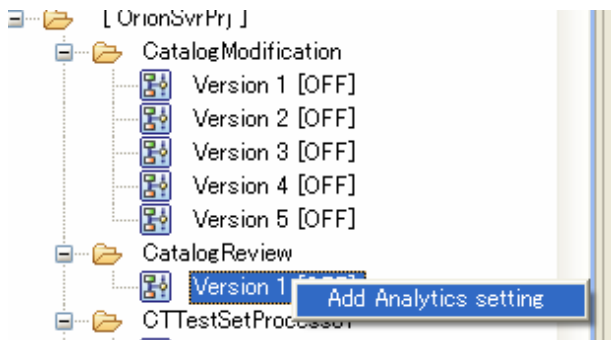 [ OrionSvrPrj ]
CatalogModification
Version 1 [OFF]
Version 2 [OFF]
Version 3 [OFF]
Version 4 [OFF]
Version 5 [OFF]
CatalogReview
Version 1
Add Analytics setting
CTTestSetProcessor